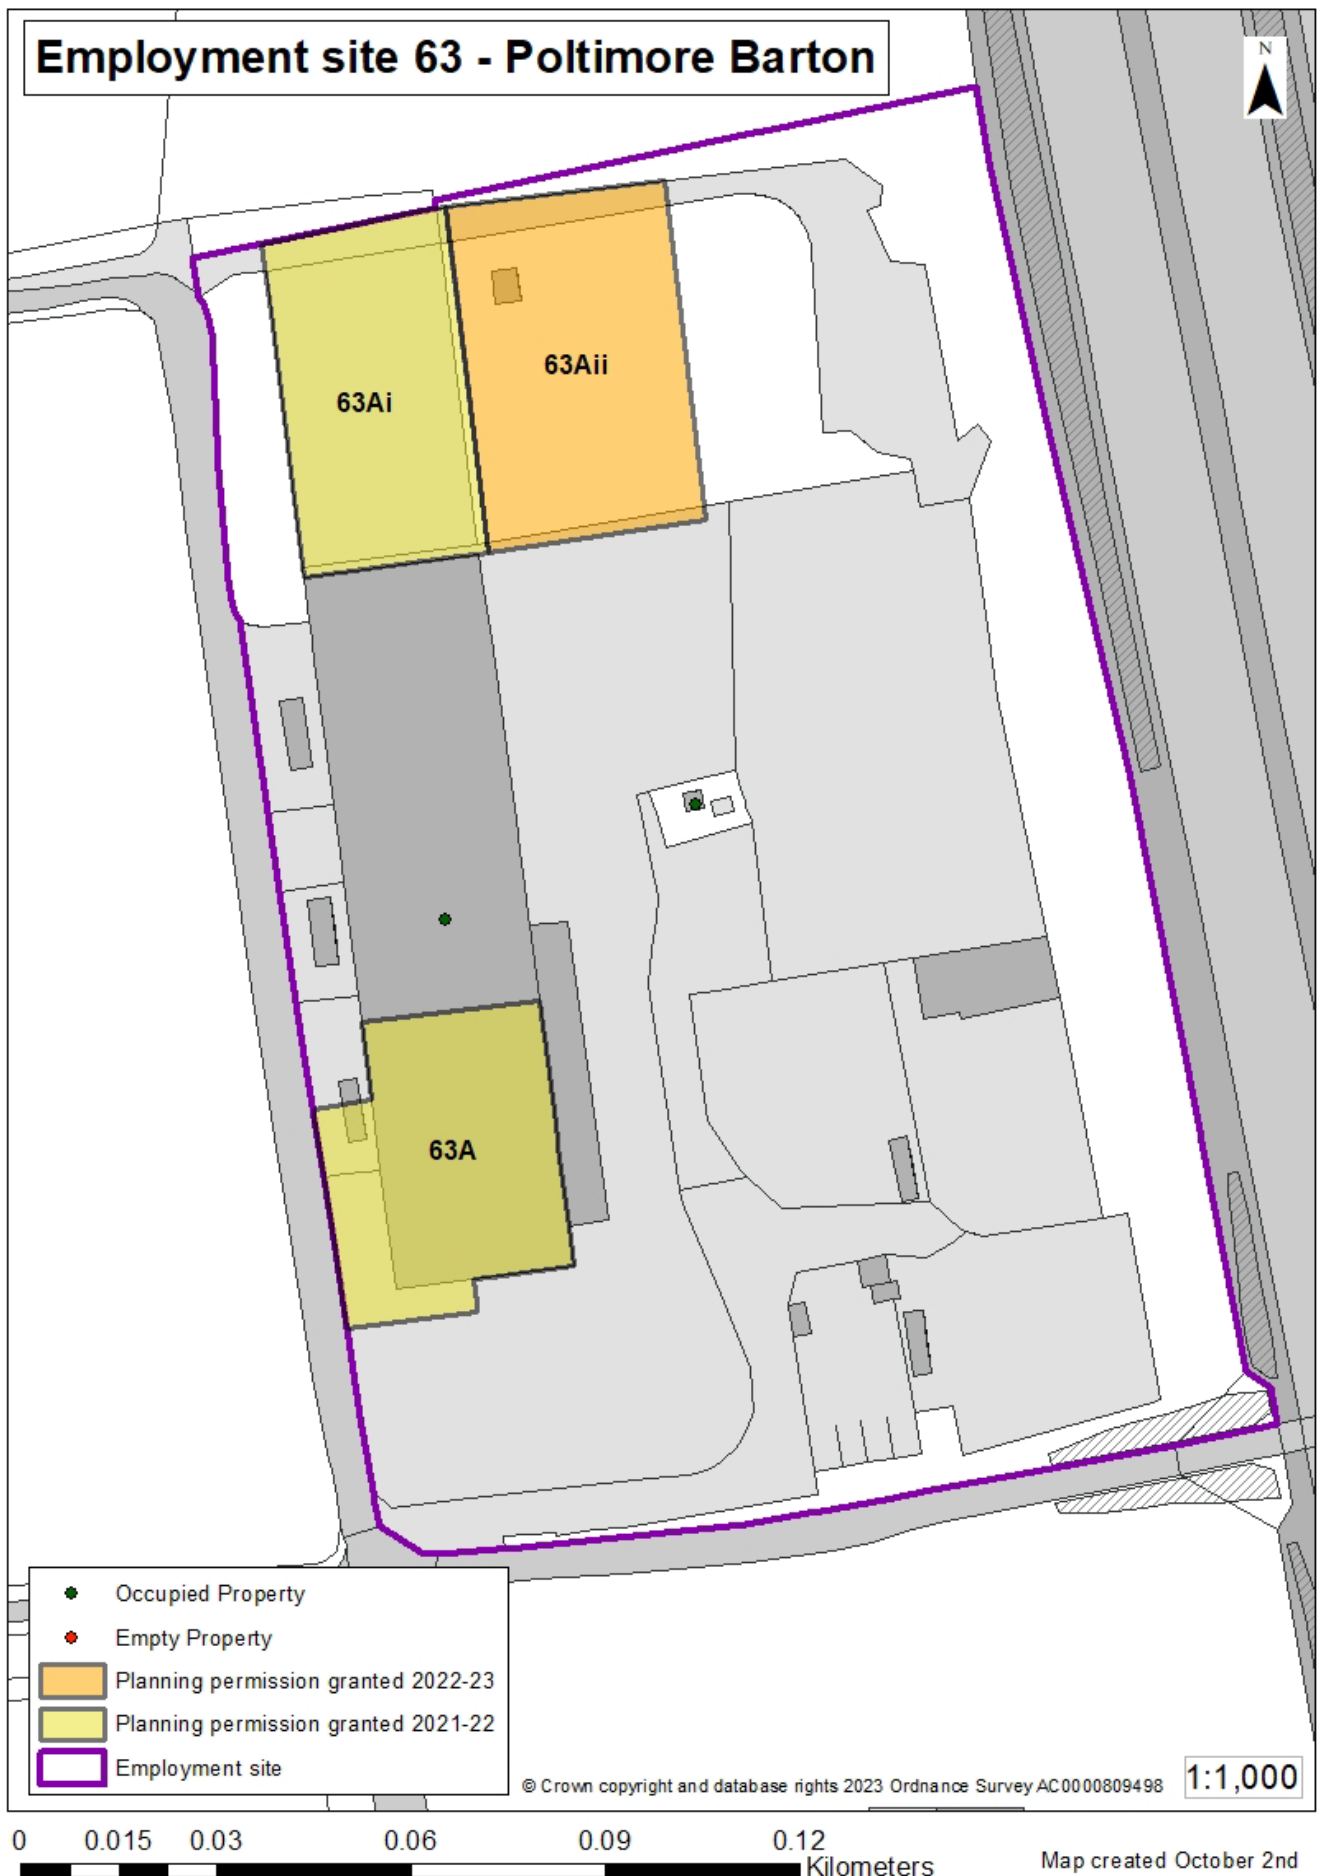 Employment site 63 - Poltimore Barton
N
63Aii
63Ai
63A
Occupied Property
Empty Property
Planning permission granted 2022-23
Planning permission granted 2021-22
Employment site
© Crown copyright and database rights 2023 Ordnance Survey AC0000809498
1:1,000
0 0.015 0.03 0.06 0.09 0.12
Kilometers
Map created October 2nd